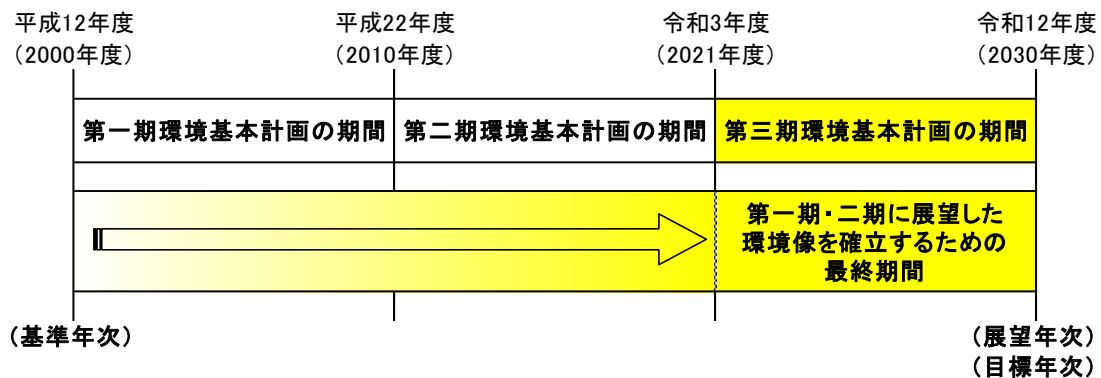 平成12年度
(2000年度)
平成22年度
(2010年度)
令和3年度
(2021年度)
令和12年度
(2030年度)
第一期環境基本計画の期間
第二期環境基本計画の期間
第三期環境基本計画の期間
第一期・二期に展望した
環境像を確立するための
最終期間
(基準年次)
(展望年次)
(目標年次)